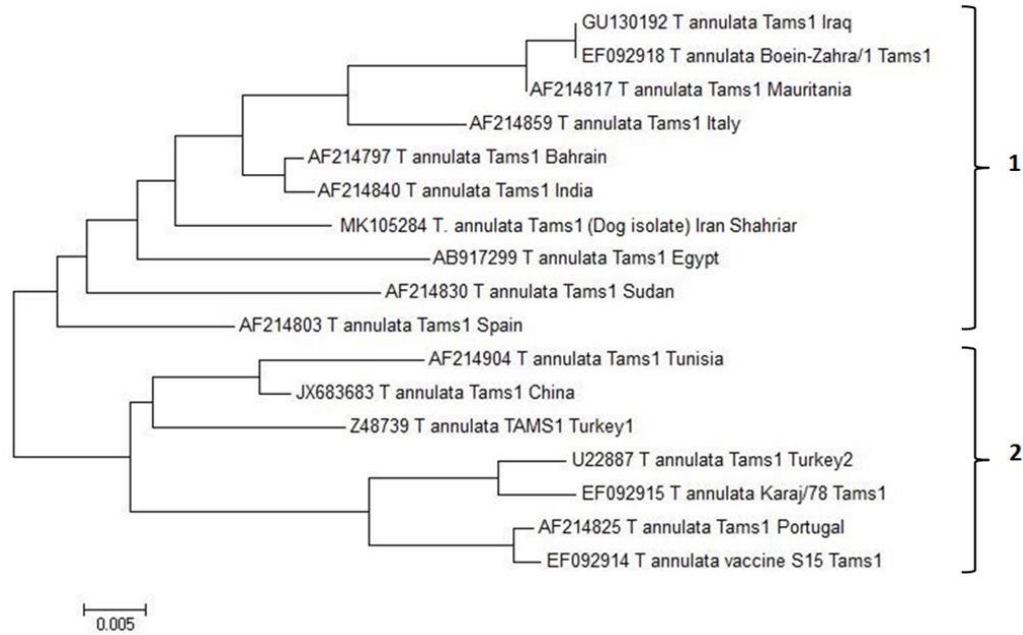 GU130192 T annulata Tams1 Iraq
EF092918 T annulata Boein-Zahra/1 Tams1
AF214817 T annulata Tams1 Mauritania
AF214859 T annulata Tams1 Italy
AF214797 T annulata Tams1 Bahrain
AF214840 T annulata Tams1 India
MK105284 T. annulata Tams1 (Dog isolate) Iran Shahriar
AB917299 T annulata Tams1 Egypt
AF214830 T annulata Tams1 Sudan
AF214803 T annulata Tams1 Spain
1
AF214904 T annulata Tams1 Tunisia
JX683683 T annulata Tams1 China
Z48739 T annulata TAMS1 Turkey1
U22887 T annulata Tams1 Turkey2
EF092915 T annulata Karaj/78 Tams1
AF214825 T annulata Tams1 Portugal
EF092914 T annulata vaccine S15 Tams1
2
0.005